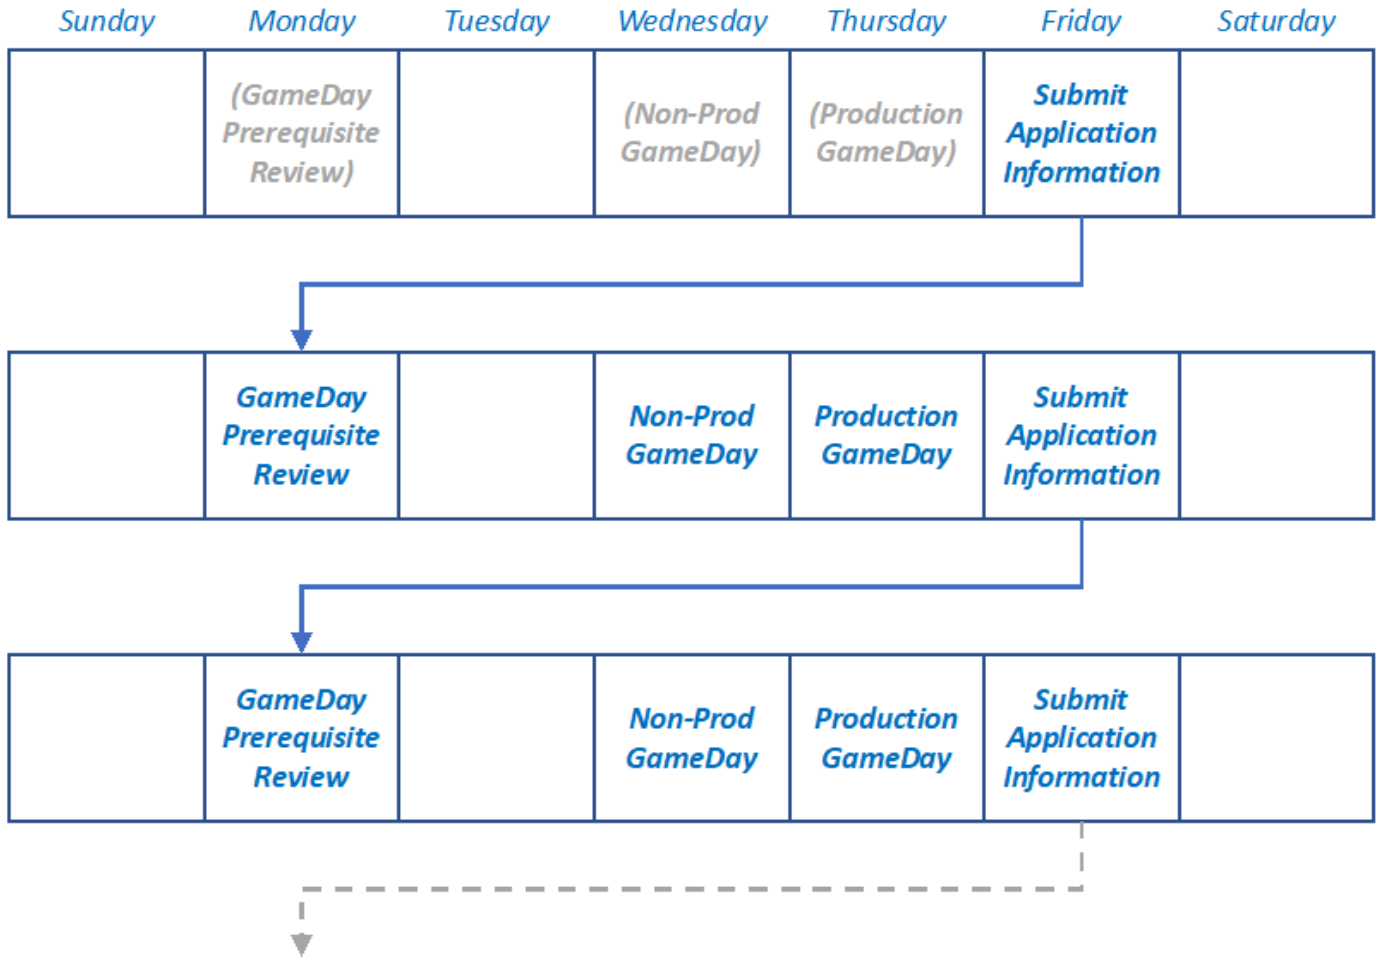 Sunday Monday Tuesday Wednesday Thursday Friday Saturday
(GameDay
Prerequisite
Review)
(Non-Prod
GameDay)
(Production
GameDay)
Submit
Application
Information
GameDay
Prerequisite
Review
Non-Prod
GameDay
Production
GameDay
Submit
Application
Information
GameDay
Prerequisite
Review
Non-Prod
GameDay
Production
GameDay
Submit
Application
Information